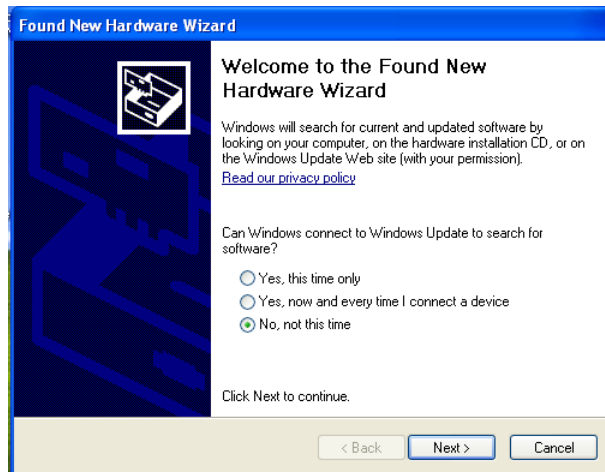 Found New Hardware Wizard
Welcome to the Found New
Hardware Wizard
Windows will search for current and updated software by
looking on your computer, on the hardware installation CD, or on
the Windows Update Web site (with your permission).
Read our privacy policy
Can Windows connect to Windows Update to search for
software?
Yes, this time only
Yes, now and every time I connect a device
No, not this time
Click Next to continue.
< Back
Next >
Cancel